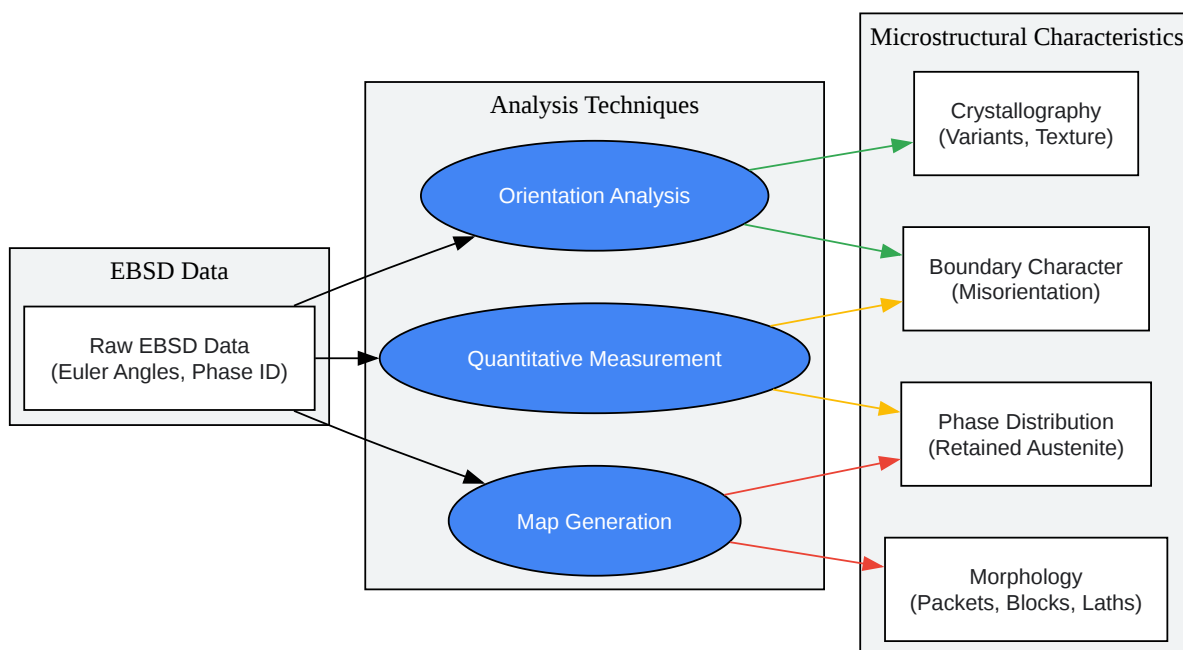 EBSD Data
Raw EBSD Data
(Euler Angles, Phase ID)
Analysis Techniques
Orientation Analysis
Quantitative Measurement
Map Generation
Microstructural Characteristics
Crystallography
(Variants, Texture)
Boundary Character
(Misorientation)
Phase Distribution
(Retained Austenite)
Morphology
(Packets, Blocks, Laths)